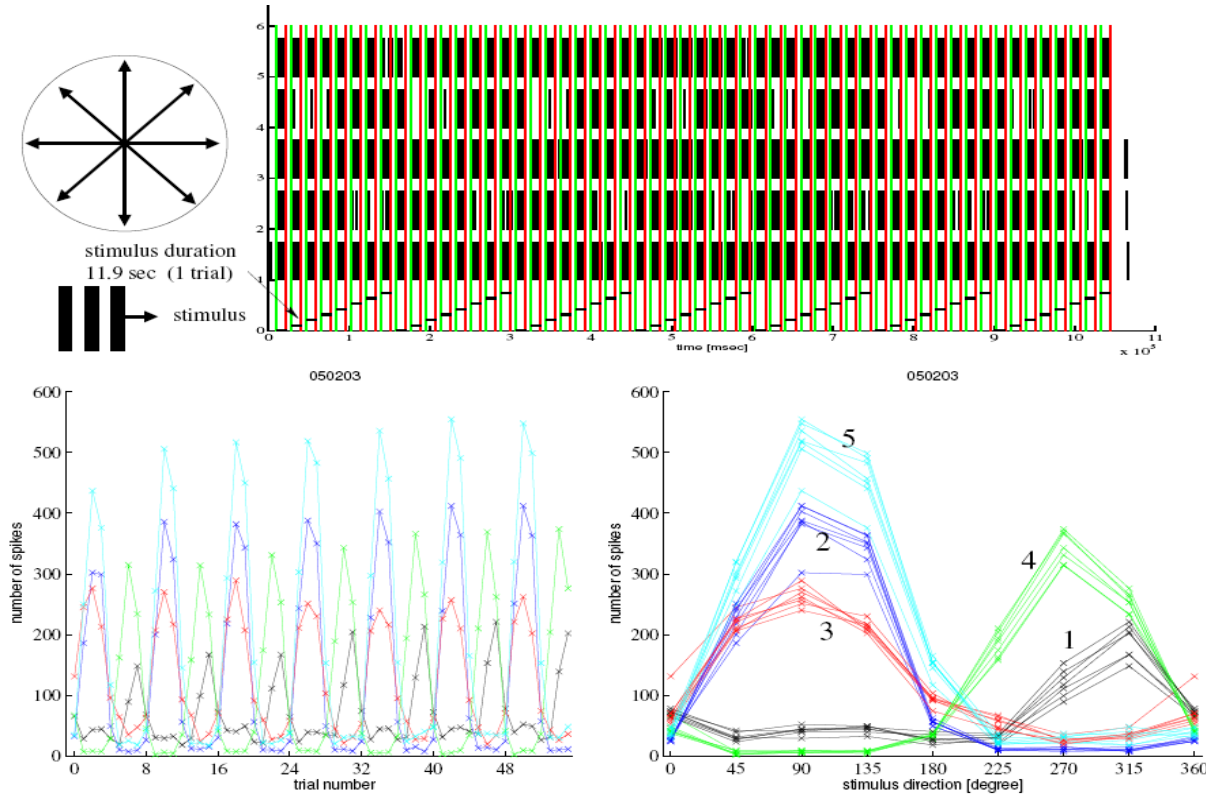 stimulus duration
11.9 sec (1 trial)
stimulus
6
5
4
3
2
1
0
0 1 2 3 4 5 6 7 8 9 10 11
time [msec]
x 10³
050203
600
500
400
300
200
100
0
number of spikes
0 8 16 24 32 40 48
trial number
050203
600
500
400
300
200
100
0
number of spikes
5
2
3
4
1
0 45 90 135 180 225 270 315 360
stimulus direction [degree]